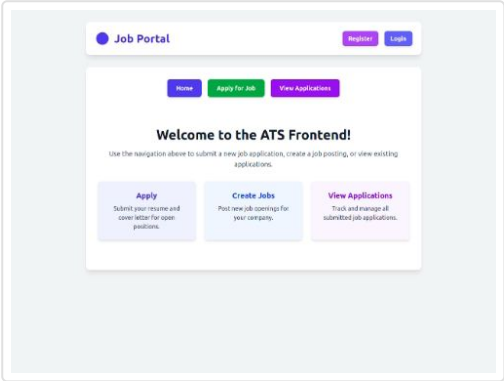 Job Portal
Register
Login
Home
Apply for Job
View Applications
Welcome to the ATS Frontend!
Use the navigation above to submit a new job application, create a job posting, or view existing
applications.
Apply
Submit your resume and
cover letter for open
positions.
Create Jobs
Post new job openings for
your company.
View Applications
Track and manage all
submitted job applications.